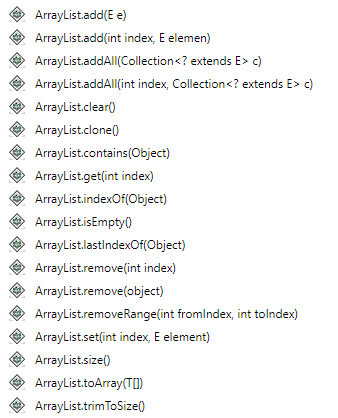 ArrayList.add(E e)
ArrayList.add(int index, E elemen)
ArrayList.addAll(Collection<? extends E> c)
ArrayList.addAll(int index, Collection<? extends E> c)
ArrayList.clear()
ArrayList.clone()
ArrayList.contains(Object)
ArrayList.get(int index)
ArrayList.indexOf(Object)
ArrayList.isEmpty()
ArrayList.lastIndexOf(Object)
ArrayList.remove(int index)
ArrayList.remove(object)
ArrayList.removeRange(int fromIndex, int toIndex)
ArrayList.set(int index, E element)
ArrayList.size()
ArrayList.toArray(T[])
ArrayList.trimToSize()